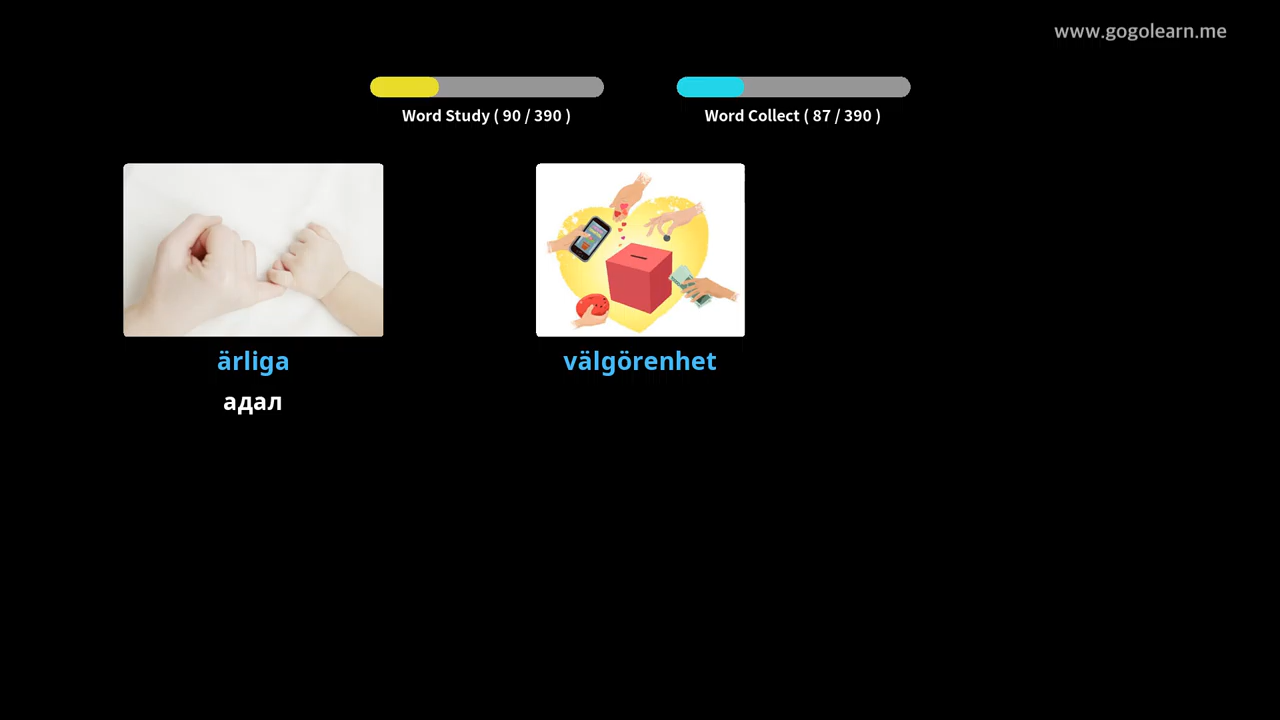 www.gogolearn.me
Word Study ( 90 / 390 )
Word Collect ( 87 / 390 )
ärliga
välgörenhet
адал